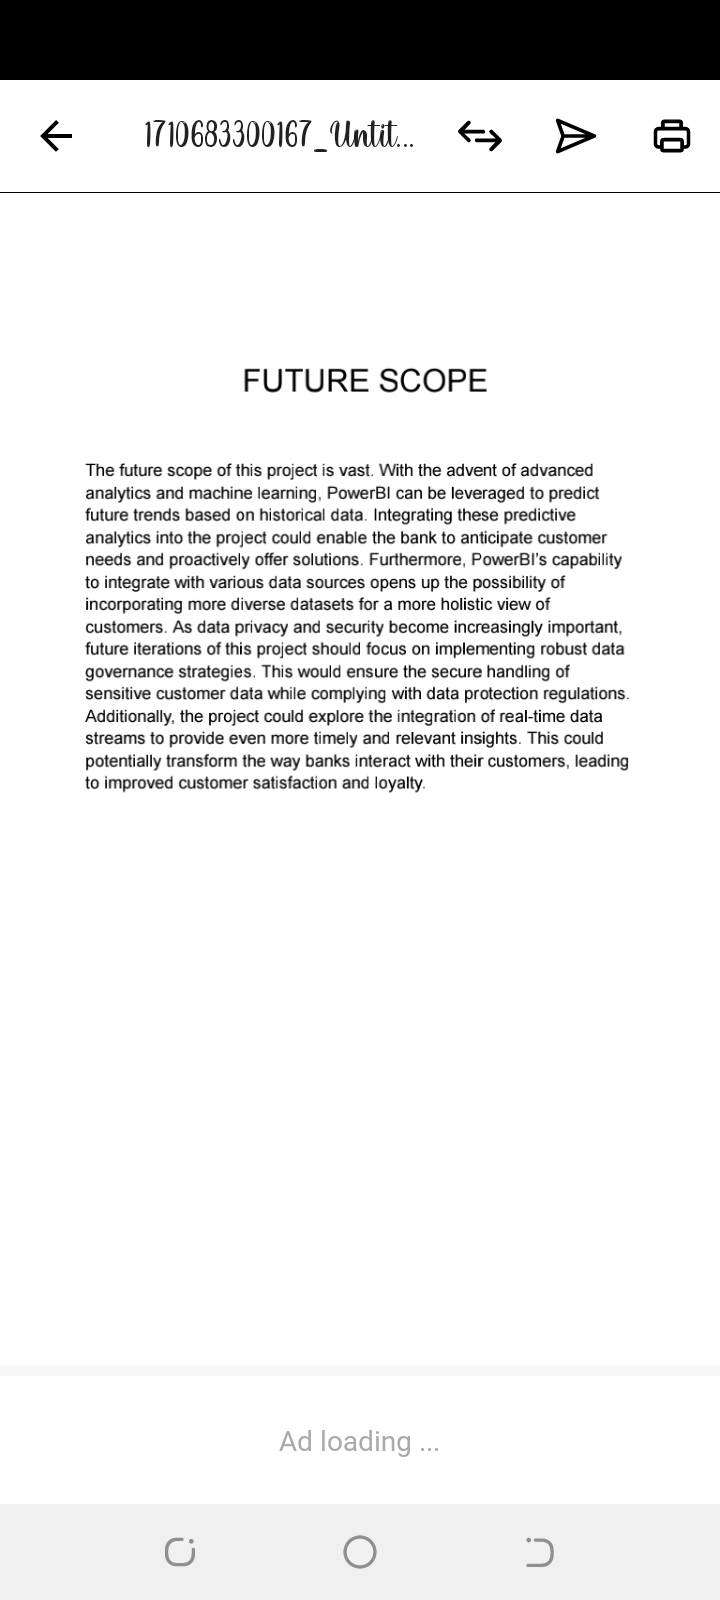 1710683300167_Untit...
FUTURE SCOPE
The future scope of this project is vast. With the advent of advanced
analytics and machine learning, PowerBI can be leveraged to predict
future trends based on historical data. Integrating these predictive
analytics into the project could enable the bank to anticipate customer
needs and proactively offer solutions. Furthermore, PowerBI's capability
to integrate with various data sources opens up the possibility of
incorporating more diverse datasets for a more holistic view of
customers. As data privacy and security become increasingly important,
future iterations of this project should focus on implementing robust data
governance strategies. This would ensure the secure handling of
sensitive customer data while complying with data protection regulations.
Additionally, the project could explore the integration of real-time data
streams to provide even more timely and relevant insights. This could
potentially transform the way banks interact with their customers, leading
to improved customer satisfaction and loyalty.
Ad loading ...